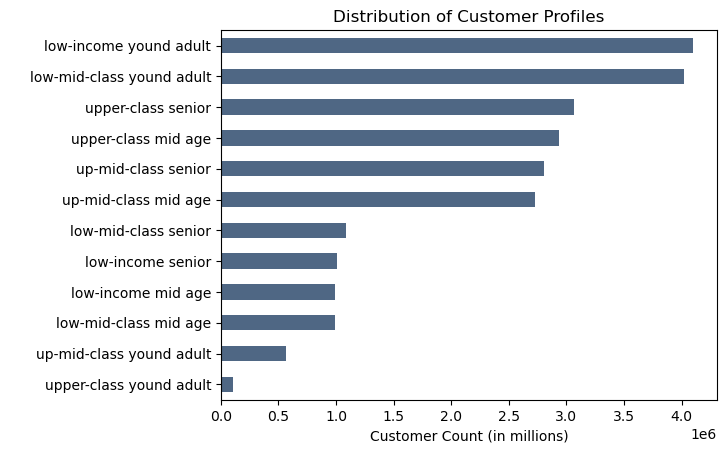 Distribution of Customer Profiles
low-income yound adult
low-mid-class yound adult
upper-class senior
upper-class mid age
up-mid-class senior
up-mid-class mid age
low-mid-class senior
low-income senior
low-income mid age
low-mid-class mid age
up-mid-class yound adult
upper-class yound adult
0.0 0.5 1.0 1.5 2.0 2.5 3.0 3.5 4.0
1e6
Customer Count (in millions)